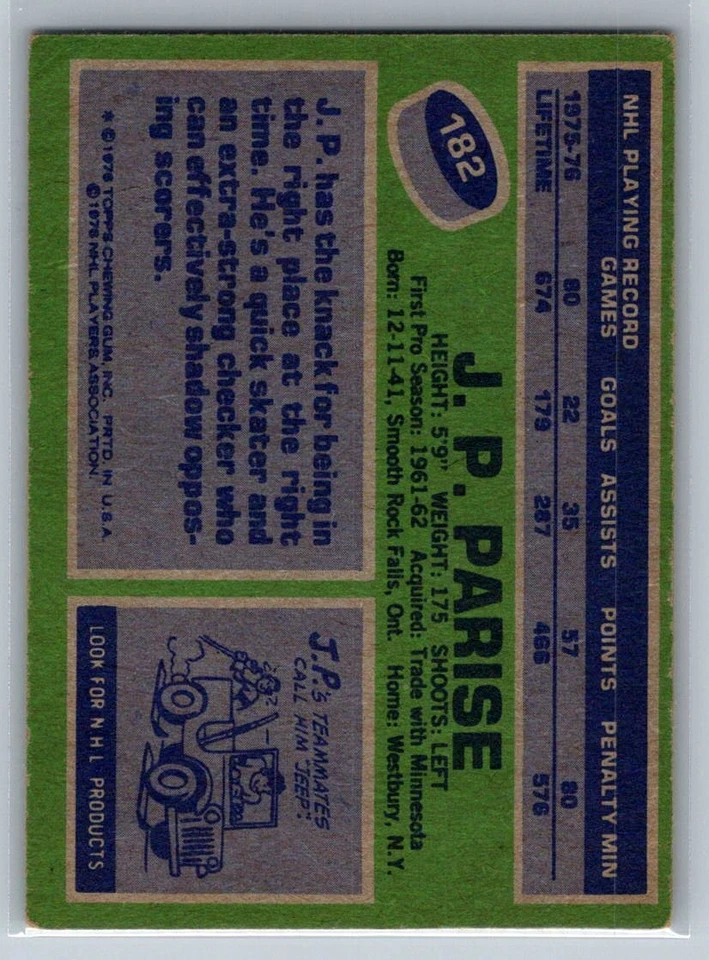 NHL PLAYING RECORD
GAMES GOALS ASSISTS POINTS PENALTY MIN
1975-76 80 22 35 57 80
LIFETIME 674 179 287 466 576
182
J. P. PARISE
HEIGHT: 5'9" WEIGHT: 175 SHOOTS: LEFT
First Pro Season: 1961-62 Acquired: Trade with Minnesota
Born: 12-11-41, Smooth Rock Falls, Ont. Home: Westbury, N.Y.
J. P. has the knack for being in
the right place at the right
time. He's a quick skater and
an extra-strong checker who
can effectively shadow oppos-
ing scorers.
* © 1976 TOPPS CHEWING GUM, INC. PRTD. IN U.S.A.
© 1976 NHL PLAYERS ASSOCIATION
J.P.'S TEAMMATES
CALL HIM "JEEP".
LOOK FOR NHL PRODUCTS